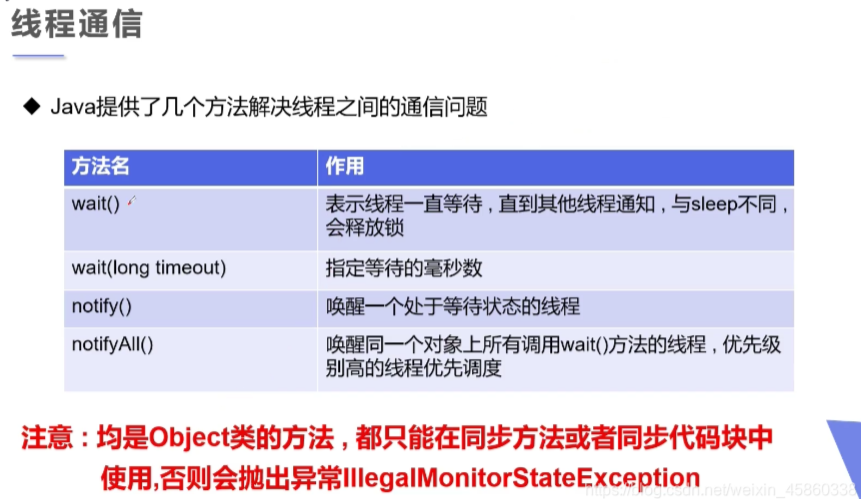 线程通信
◆ Java提供了几个方法解决线程之间的通信问题
方法名 作用
wait() 表示线程一直等待，直到其他线程通知，与sleep不同，
会释放锁
wait(long timeout) 指定等待的毫秒数
notify() 唤醒一个处于等待状态的线程
notifyAll() 唤醒同一个对象上所有调用wait()方法的线程，优先级
别高的线程优先调度
注意：均是Object类的方法，都只能在同步方法或者同步代码块中
使用,否则会抛出异常IllegalMonitorStateException
https://blog.csdn.net/weixin_45860338